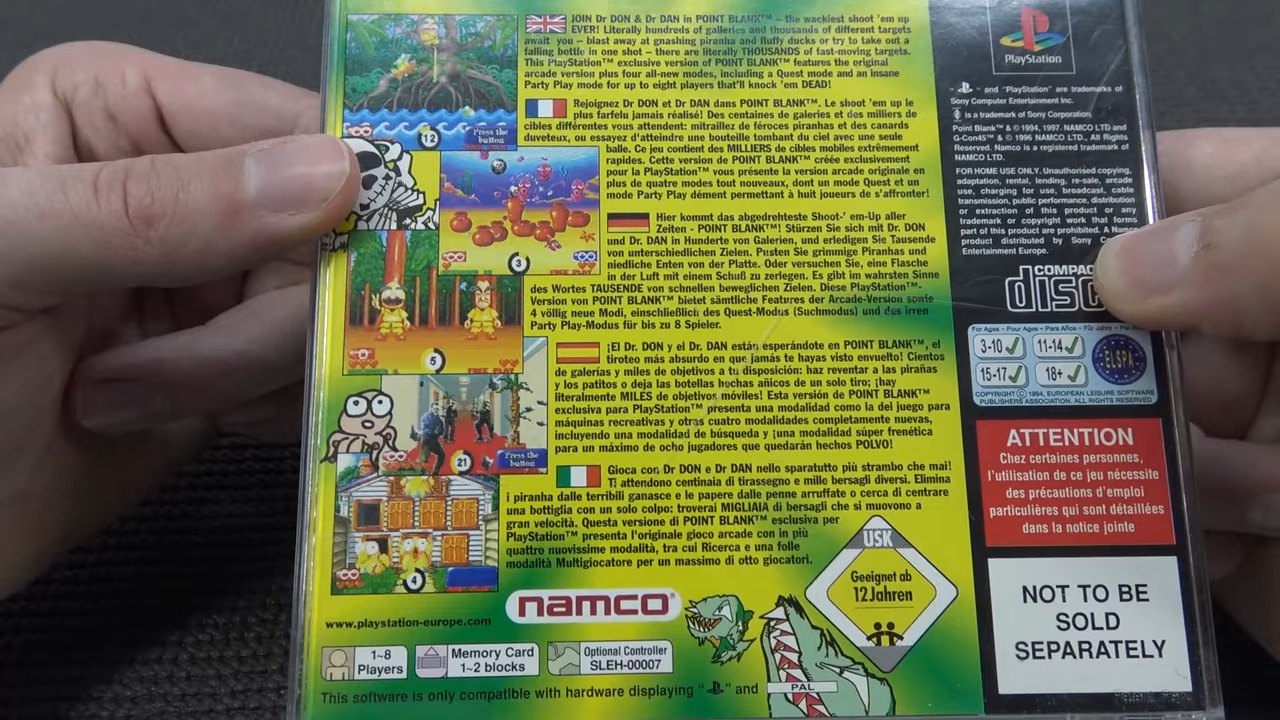 JOIN Dr DON & Dr DAN in POINT BLANK™ – the wackiest shoot 'em up
EVER! Literally hundreds of galleries and thousands of different targets
await you – blast away at gnashing piranha and fluffy ducks or try to take out a
falling bottle in one shot – there are literally THOUSANDS of fast-moving targets.
This PlayStation™ exclusive version of POINT BLANK™ features the original
arcade version plus four all-new modes, including a Quest mode and an insane
Party Play mode for up to eight players that'll knock 'em DEAD!
Rejoignez Dr DON et Dr DAN dans POINT BLANK™. Le shoot 'em up le
plus farfelu jamais réalisé! Des centaines de galeries et des milliers de
cibles différentes vous attendent: mitraillez de féroces piranhas et des canards
duveteux, ou essayez d'atteindre une bouteille tombant du ciel avec une seule
balle. Ce jeu contient des MILLIERS de cibles mobiles extrêmement
rapides. Cette version de POINT BLANK™ créée exclusivement
pour la PlayStation™ vous présente la version arcade originale en
plus de quatre modes tout nouveaux, dont un mode Quest et un
mode Party Play dément permettant à huit joueurs de s'affronter!
Hier kommt das abgedrehteste Shoot-' em-Up aller
Zeiten - POINT BLANK™! Stürzen Sie sich mit Dr. DON
und Dr. DAN in Hunderte von Galerien, und erledigen Sie Tausende
von unterschiedlichen Zielen. Pusten Sie grimmige Piranhas und
niedliche Enten von der Platte. Oder versuchen Sie, eine Flasche
in der Luft mit einem Schuß zu zerlegen. Es gibt im wahrsten Sinne
des Wortes TAUSENDE von schnellen beweglichen Zielen. Diese PlayStation™-
Version von POINT BLANK™ bietet sämtliche Features der Arcade-Version sowie
4 völlig neue Modi, einschließlich des Quest-Modus (Suchmodus) und des irren
Party Play-Modus für bis zu 8 Spieler.
¡El Dr. DON y el Dr. DAN están esperándote en POINT BLANK™, el
tiroteo más absurdo en que jamás te hayas visto envuelto! Cientos
de galerías y miles de objetivos a tu disposición: haz reventar a las pirañas
y los patitos o deja las botellas hechas añicos de un solo tiro; ¡hay
literalmente MILES de objetivos móviles! Esta versión de POINT BLANK™
exclusiva para PlayStation™ presenta una modalidad como la del juego para
máquinas recreativas y otras cuatro modalidades completamente nuevas,
incluyendo una modalidad de búsqueda y ¡una modalidad súper frenética
para un máximo de ocho jugadores que quedarán hechos POLVO!
Gioca con Dr DON e Dr DAN nello sparatutto più strambo che mai!
Ti attendono centinaia di tirassegno e mille bersagli diversi. Elimina
i piranha dalle terribili ganasce e le papere dalle penne arruffate o cerca di centrare
una bottiglia con un solo colpo: troverai MIGLIAIA di bersagli che si muovono a
gran velocità. Questa versione di POINT BLANK™ esclusiva per
PlayStation™ presenta l'originale gioco arcade con in più
quattro nuovissime modalità, tra cui Ricerca e una folle
modalità Multigiocatore per un massimo di otto giocatori.
12
Press the
button
3
FREE PLAY
5
FREE PLAY
21
Press the
button
4
USK
Geeignet ab
12 Jahren
namco®
www.playstation-europe.com
1~8
Players
Memory Card
1~2 blocks
Optional Controller
SLEH-00007
This software is only compatible with hardware displaying " " and PAL
PlayStation
" " and "PlayStation" are trademarks of
Sony Computer Entertainment Inc.
is a trademark of Sony Corporation.
Point Blank™ & © 1994, 1997. NAMCO LTD and
G-Con45™ & © 1996 NAMCO LTD., All Rights
Reserved. Namco is a registered trademark of
NAMCO LTD.
FOR HOME USE ONLY. Unauthorised copying,
adaptation, rental, lending, re-sale, arcade
use, charging for use, broadcast, cable
transmission, public performance, distribution
or extraction of this product or any
trademark or copyright work that forms
part of this product are prohibited. A Namco
product distributed by Sony
Entertainment Europe.
COMPACT
disc
For Ages – Pour Ages – Para Años – Für Jahre –
3-10 11-14
15-17 18+
ELSPA
COPYRIGHT © 1994, EUROPEAN LEISURE SOFTWARE
PUBLISHERS ASSOCIATION. ALL RIGHTS RESERVED
ATTENTION
Chez certaines personnes,
l'utilisation de ce jeu nécessite
des précautions d'emploi
particulières qui sont détaillées
dans la notice jointe
NOT TO BE
SOLD
SEPARATELY